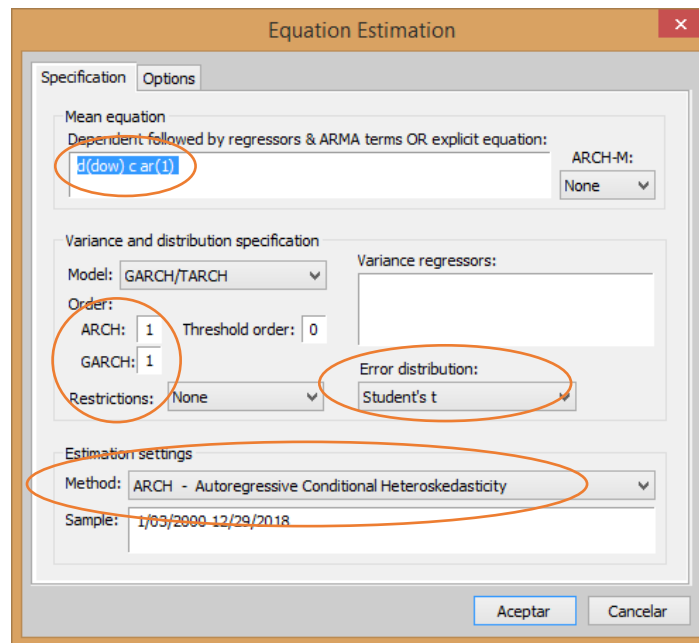 Equation Estimation
Specification Options
Mean equation
Dependent followed by regressors & ARMA terms OR explicit equation:
d(dow) c ar(1)
ARCH-M:
None
Variance and distribution specification
Model: GARCH/TARCH
Variance regressors:
Order:
ARCH: 1 Threshold order: 0
GARCH: 1
Error distribution:
Restrictions: None
Student's t
Estimation settings
Method: ARCH - Autoregressive Conditional Heteroskedasticity
Sample: 1/03/2000 12/29/2018
Aceptar Cancelar